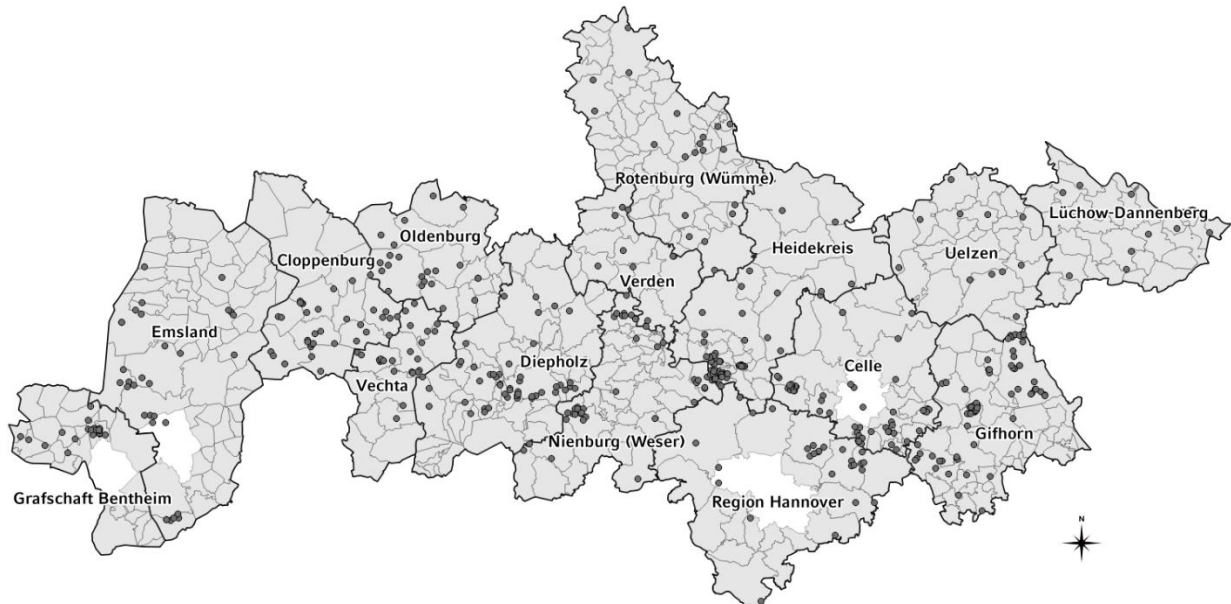 Rotenburg (Wümme)
Lüchow-Dannenberg
Oldenburg
Heidekreis
Uelzen
Cloppenburg
Verden
Emsland
Diepholz
Celle
Vechta
Gifhorn
Nienburg (Weser)
Grafschaft Bentheim
Region Hannover
N